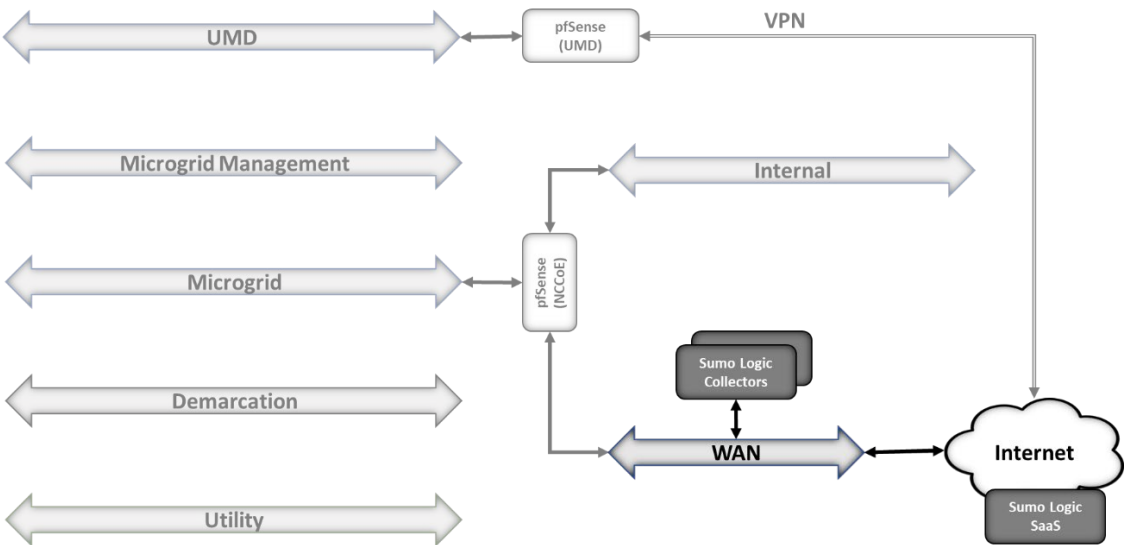 UMD
pfSense
(UMD)
VPN
Microgrid Management
Internal
Microgrid
pfSense
(NCCoE)
Sumo Logic
Collectors
Demarcation
WAN
Internet
Sumo Logic
SaaS
Utility